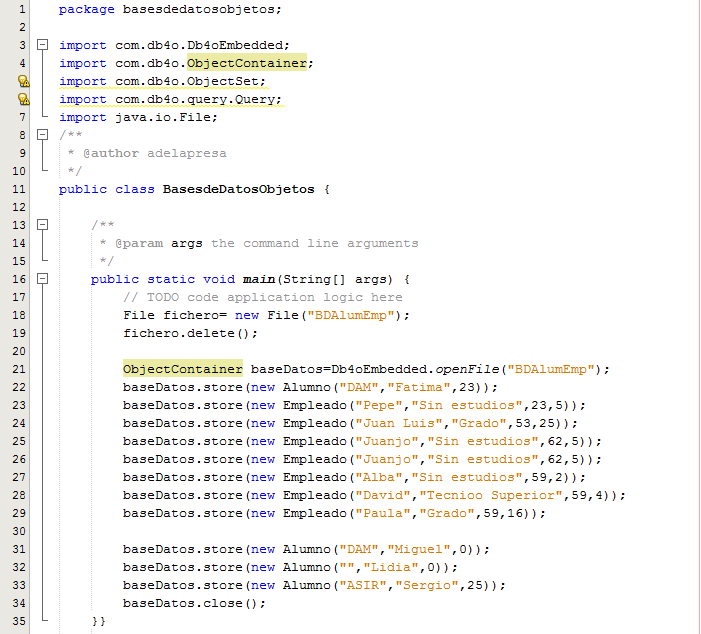 1 package basesdedatosobjetos;
2
3 import com.db4o.Db4oEmbedded;
4 import com.db4o.ObjectContainer;
import com.db4o.ObjectSet;
import com.db4o.query.Query;
7 import java.io.File;
8 /**
9 * @author adelapresa
10 */
11 public class BasesdeDatosObjetos {
12
13 /**
14 * @param args the command line arguments
15 */
16 public static void main(String[] args) {
17 // TODO code application logic here
18 File fichero= new File("BDAlumEmp");
19 fichero.delete();
20
21 ObjectContainer baseDatos=Db4oEmbedded.openFile("BDAlumEmp");
22 baseDatos.store(new Alumno("DAM","Fatima",23));
23 baseDatos.store(new Empleado("Pepe","Sin estudios",23,5));
24 baseDatos.store(new Empleado("Juan Luis","Grado",53,25));
25 baseDatos.store(new Empleado("Juanjo","Sin estudios",62,5));
26 baseDatos.store(new Empleado("Juanjo","Sin estudios",62,5));
27 baseDatos.store(new Empleado("Alba","Sin estudios",59,2));
28 baseDatos.store(new Empleado("David","Tecnioo Superior",59,4));
29 baseDatos.store(new Empleado("Paula","Grado",59,16));
30
31 baseDatos.store(new Alumno("DAM","Miguel",0));
32 baseDatos.store(new Alumno("","Lidia",0));
33 baseDatos.store(new Alumno("ASIR","Sergio",25));
34 baseDatos.close();
35 }}